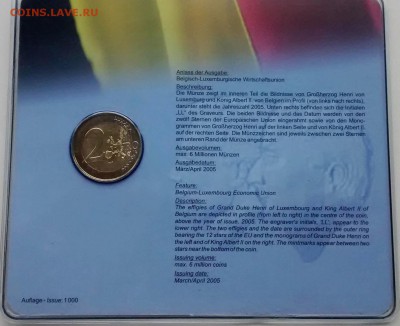 COINS.LAVE.RU
Anlass der Ausgabe:
Belgisch-Luxemburgische Wirtschaftsunion
Beschreibung:
Die Münze zeigt im inneren Teil die Bildnisse von Großherzog Henri von
Luxemburg und König Albert II. von Belgien im Profil (von links nach rechts),
darunter steht die Jahreszahl 2005. Unten rechts befinden sich die Initialen
„LL“ des Graveurs. Die beiden Bildnisse und das Datum werden von den
zwölf Sternen der Europäischen Union eingerahmt sowie von den Mono-
grammen von Großherzog Henri auf der linken Seite und von König Albert II.
auf der rechten Seite. Die Münzzeichen sind jeweils zwischen zwei Sternen
am unteren Rand der Münze angebracht.
Ausgabevolumen:
max. 6 Millionen Münzen
Ausgabedatum:
März/April 2005
Feature:
Belgium-Luxembourg Economic Union
Description:
The effigies of Grand Duke Henri of Luxembourg and King Albert II of
Belgium are depicted in profile (from left to right) in the centre of the coin,
above the year of issue, 2005. The engraver's initials, 'LL', appear to the
lower right. The two effigies and the date are surrounded by the outer ring
bearing the 12 stars of the EU and the monograms of Grand Duke Henri on
the left and of King Albert II on the right. The mintmarks appear between two
stars near the bottom of the coin.
Issuing volume:
max. 6 million coins
Issuing date:
March/April 2005
2
Auflage - Issue: 1000